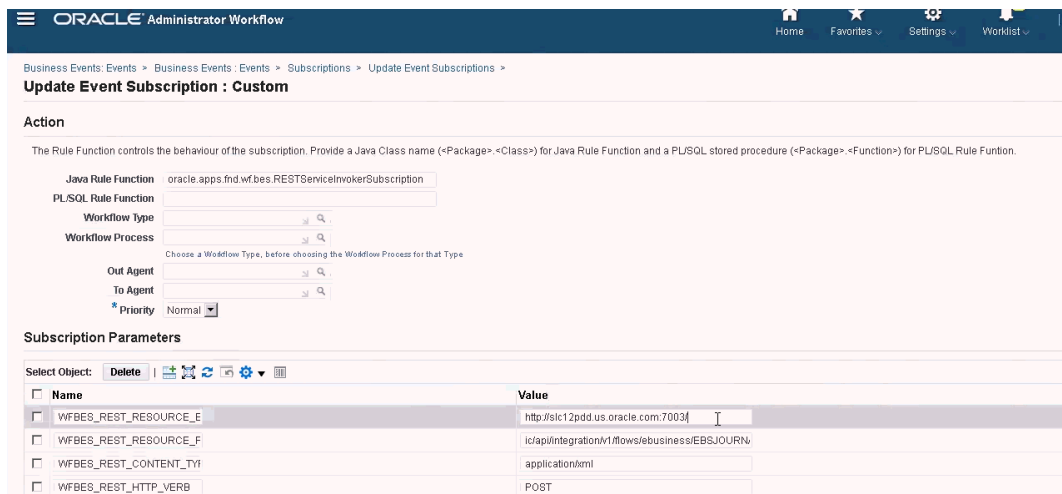 ORACLE Administrator Workflow
Home Favorites Settings Worklist
Business Events: Events > Business Events : Events > Subscriptions > Update Event Subscriptions >
Update Event Subscription : Custom
Action
The Rule Function controls the behaviour of the subscription. Provide a Java Class name (<Package>.<Class>) for Java Rule Function and a PL/SQL stored procedure (<Package>.<Function>) for PL/SQL Rule Funtion.
Java Rule Function oracle.apps.fnd.wf.bes.RESTServiceInvokerSubscription
PL/SQL Rule Function
Workflow Type
Workflow Process
Choose a Workflow Type, before choosing the Workflow Process for that Type
Out Agent
To Agent
* Priority Normal
Subscription Parameters
Select Object: Delete
Name Value
WFBES_REST_RESOURCE_B http://slc12pdd.us.oracle.com:7003/
WFBES_REST_RESOURCE_F ic/api/integration/v1/flows/ebusiness/EBSJOURNA
WFBES_REST_CONTENT_TYF application/xml
WFBES_REST_HTTP_VERB POST